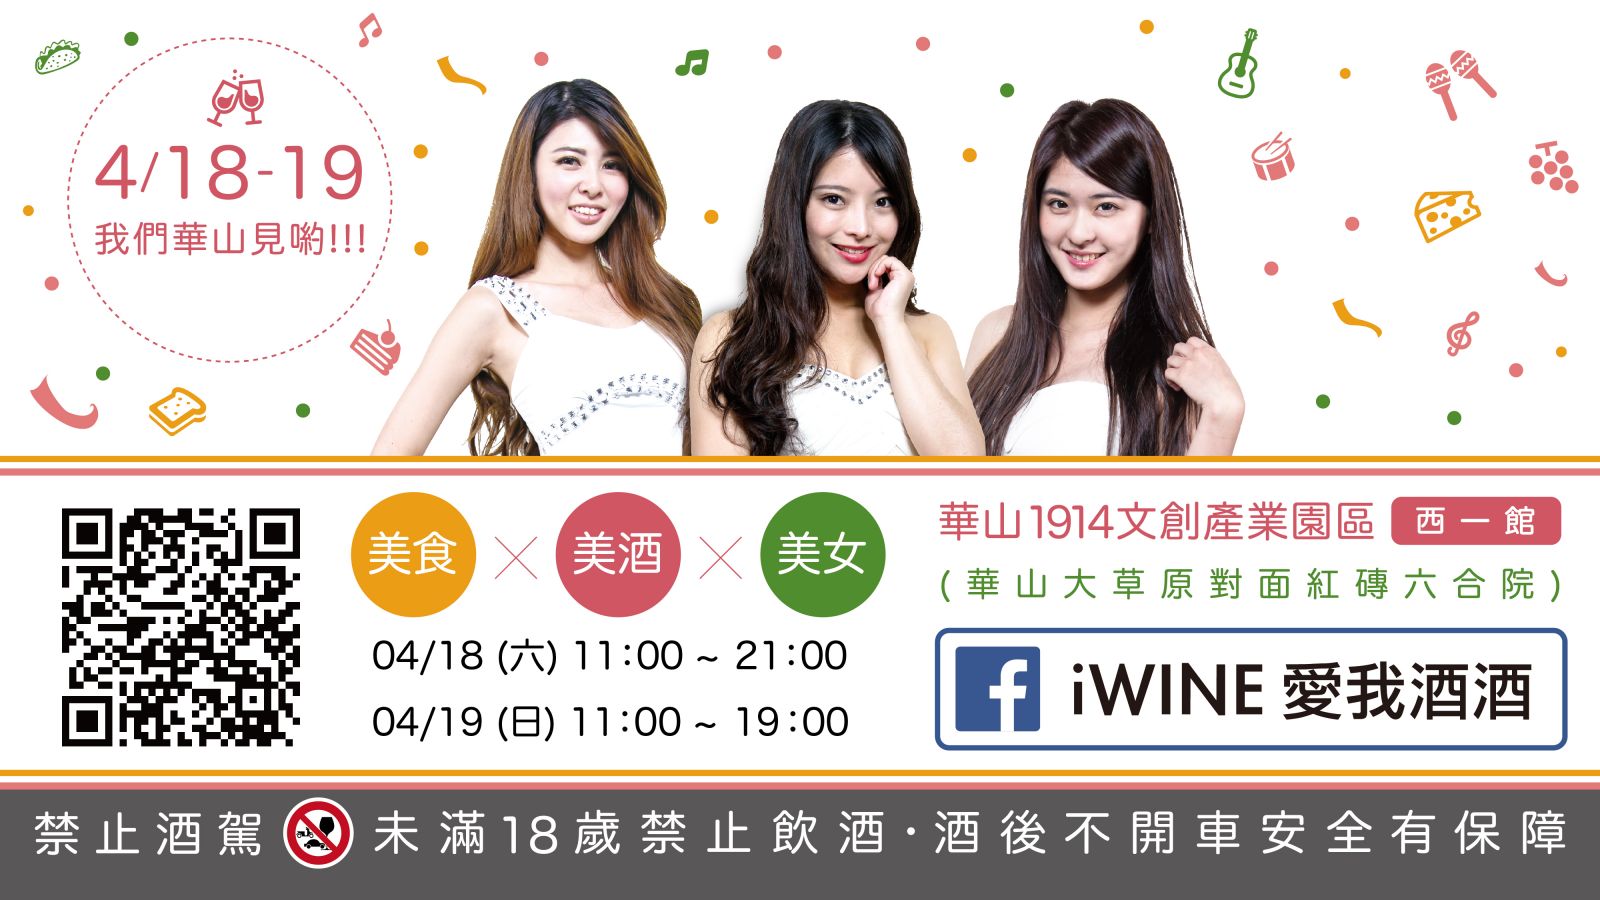 4/18-19
我們華山見喲!!!
美食 × 美酒 × 美女
04/18 (六) 11:00 ~ 21:00
04/19 (日) 11:00 ~ 19:00
華山1914文創產業園區 西一館
(華山大草原對面紅磚六合院)
f iWINE 愛我酒酒
禁止酒駕 未滿18歲禁止飲酒·酒後不開車安全有保障